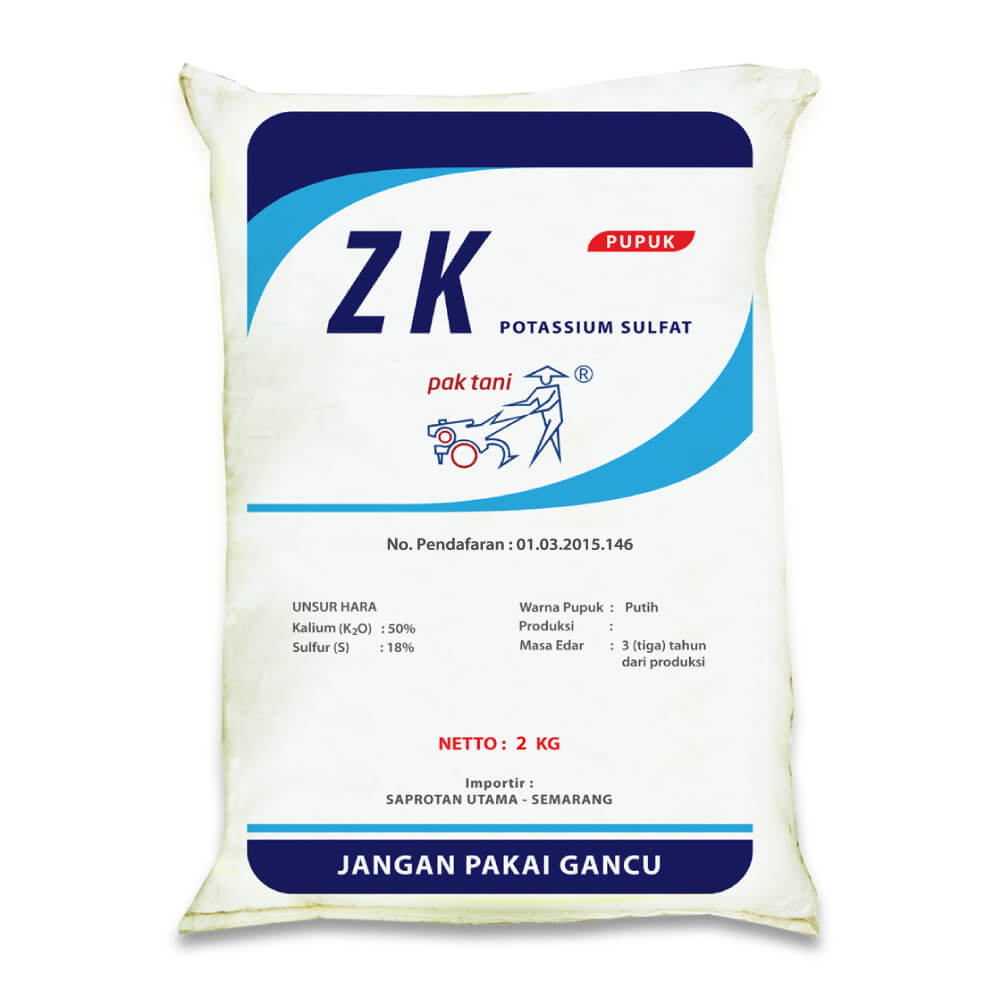 ZK
PUPUK
POTASSIUM SULFAT
pak tani ®
No. Pendafaran : 01.03.2015.146
UNSUR HARA
Kalium (K₂O) : 50%
Sulfur (S) : 18%
Warna Pupuk : Putih
Produksi :
Masa Edar : 3 (tiga) tahun
dari produksi
NETTO : 2 KG
Importir :
SAPROTAN UTAMA - SEMARANG
JANGAN PAKAI GANCU